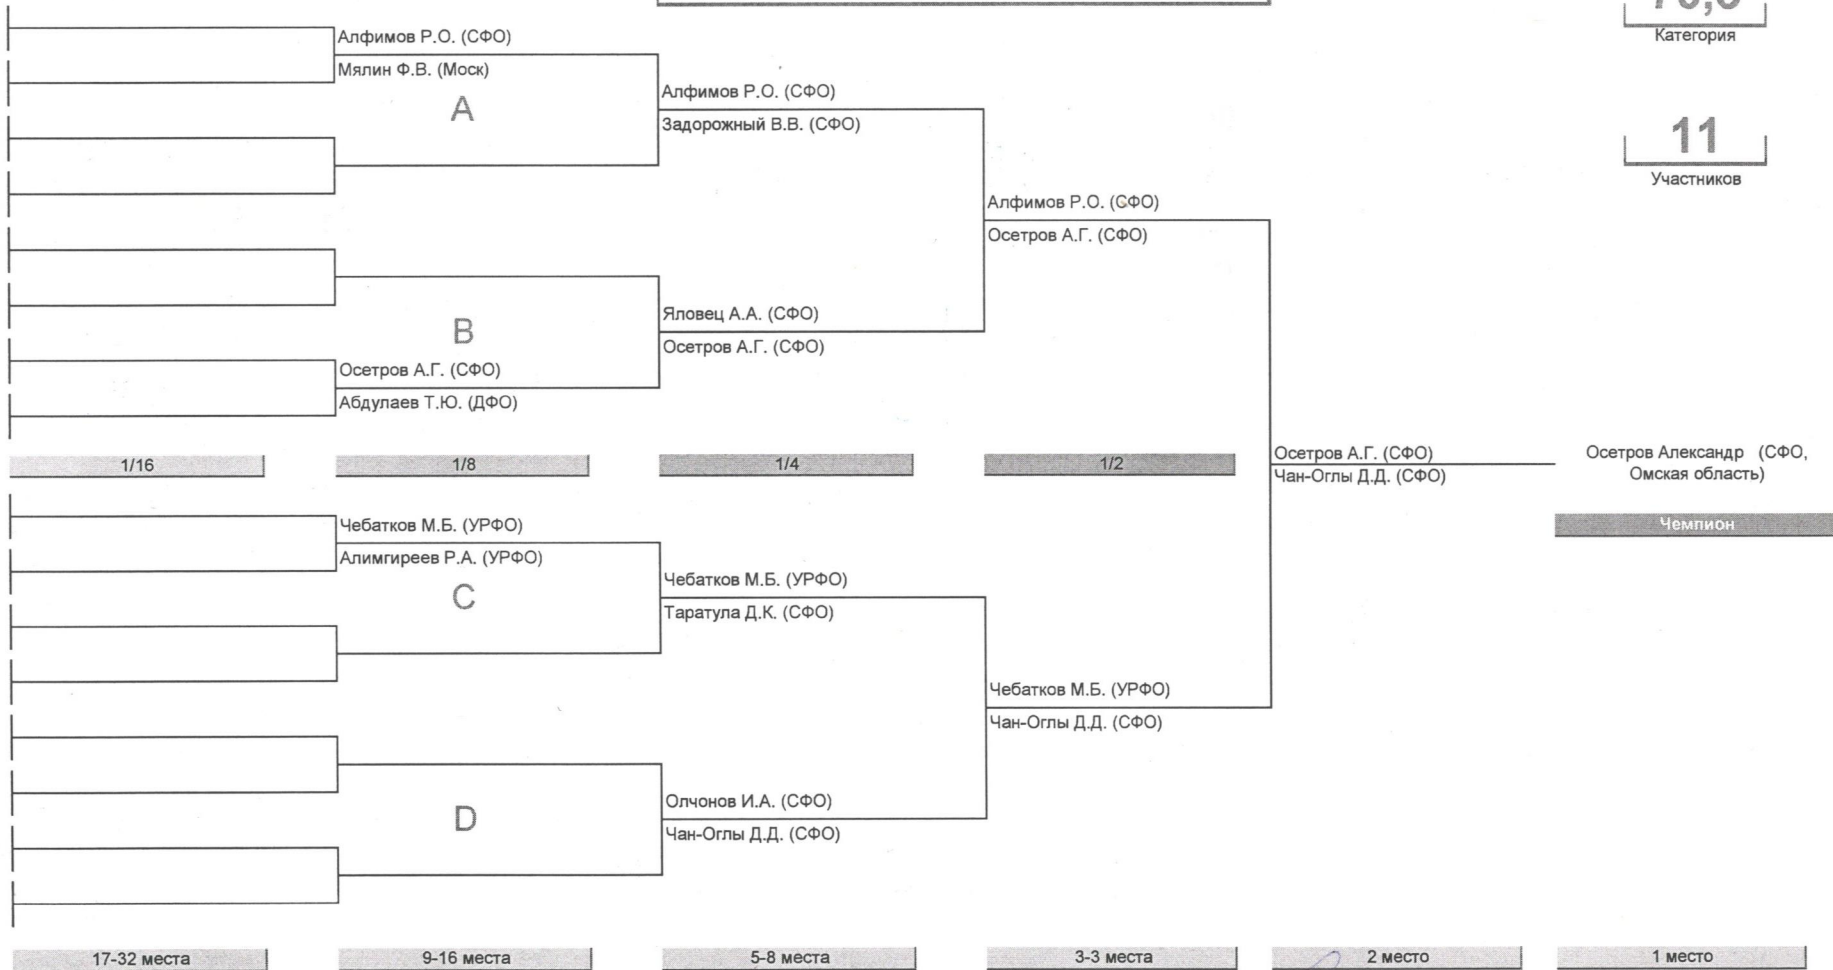 Категория
11
Участников
Алфимов Р.О. (СФО)
Мялин Ф.В. (Моск)
A
Алфимов Р.О. (СФО)
Задорожный В.В. (СФО)
Алфимов Р.О. (СФО)
Осетров А.Г. (СФО)
Яловец А.А. (СФО)
Осетров А.Г. (СФО)
B
Осетров А.Г. (СФО)
Абдулаев Т.Ю. (ДФО)
1/16
1/8
1/4
1/2
Осетров А.Г. (СФО)
Чан-Оглы Д.Д. (СФО)
Осетров Александр (СФО,
Омская область)
Чемпион
Чебатков М.Б. (УРФО)
Алимгиреев Р.А. (УРФО)
C
Чебатков М.Б. (УРФО)
Таратула Д.К. (СФО)
Чебатков М.Б. (УРФО)
Чан-Оглы Д.Д. (СФО)
Олчонов И.А. (СФО)
Чан-Оглы Д.Д. (СФО)
D
17-32 места
9-16 места
5-8 места
3-3 места
2 место
1 место